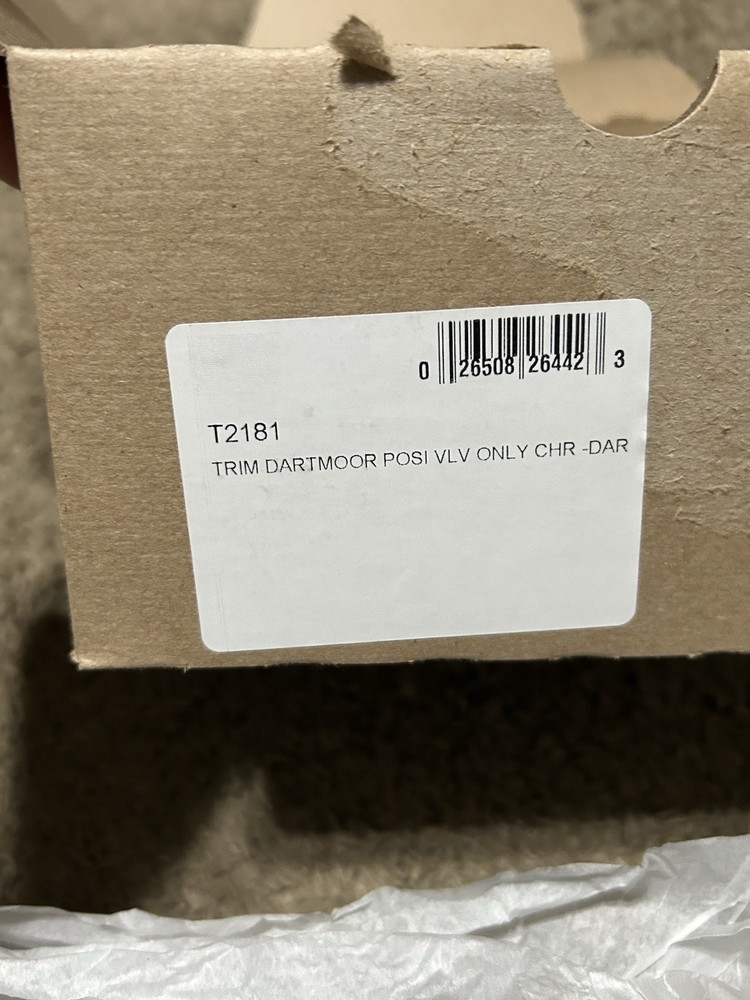 0 26508 26442 3
T2181
TRIM DARTMOOR POSI VLV ONLY CHR -DAR